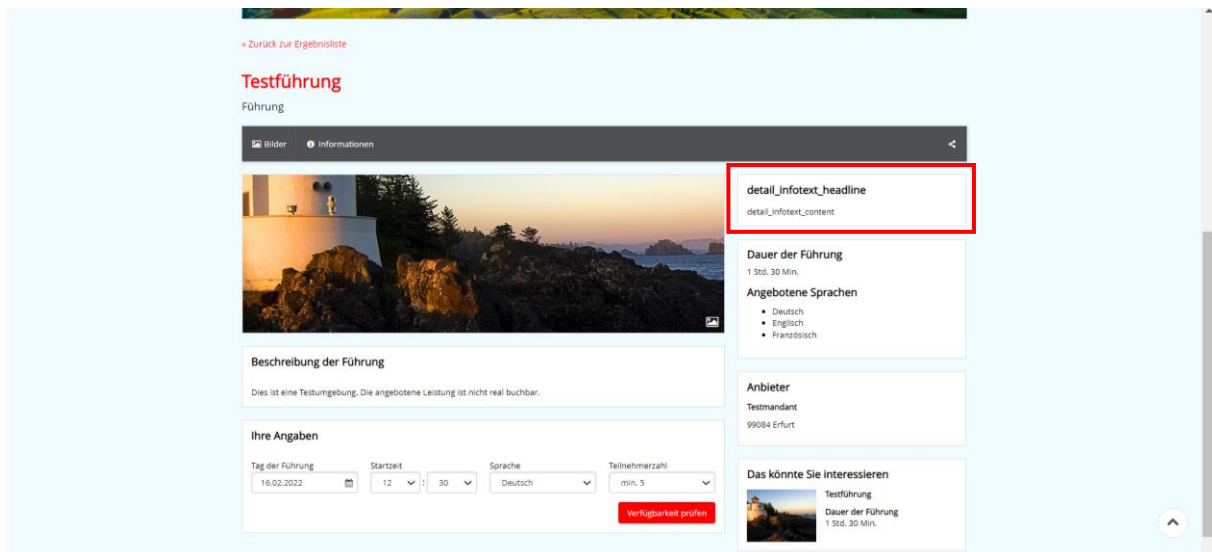 « Zurück zur Ergebnisliste
Testführung
Führung
Bilder
Informationen
detail_infotext_headline
detail_infotext_content
Dauer der Führung
1 Std. 30 Min.
Angebotene Sprachen
Deutsch
Englisch
Französisch
Beschreibung der Führung
Dies ist eine Testumgebung. Die angebotene Leistung ist nicht real buchbar.
Anbieter
Testmandant
99084 Erfurt
Ihre Angaben
Tag der Führung Startzeit Sprache Teilnehmerzahl
16.02.2022 12 : 30 Deutsch min. 5
Verfügbarkeit prüfen
Das könnte Sie interessieren
Testführung
Dauer der Führung
1 Std. 30 Min.